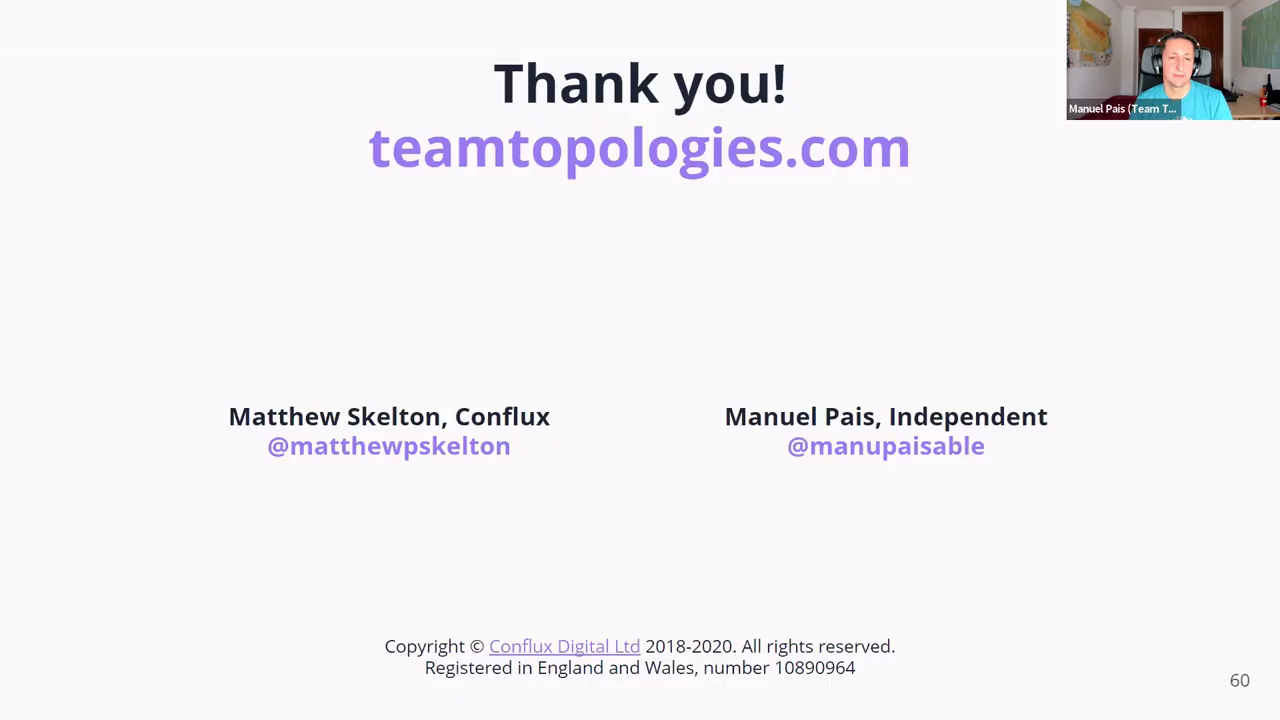 Thank you!
teamtopologies.com
Manuel Pais (Team T...
Matthew Skelton, Conflux
@matthewpskelton
Manuel Pais, Independent
@manupaisable
Copyright © Conflux Digital Ltd 2018-2020. All rights reserved.
Registered in England and Wales, number 10890964
60